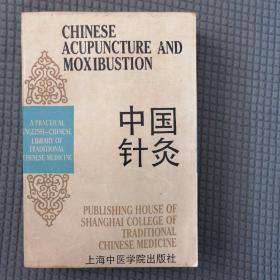 CHINESE
ACUPUNCTURE AND
MOXIBUSTION
A PRACTICAL
ENGLISH-CHINESE
LIBRARY OF
TRADITIONAL
CHINESE MEDICINE
中国
针灸
PUBLISHING HOUSE OF
SHANGHAI COLLEGE OF
TRADITIONAL
CHINESE MEDICINE
上海中医学院出版社